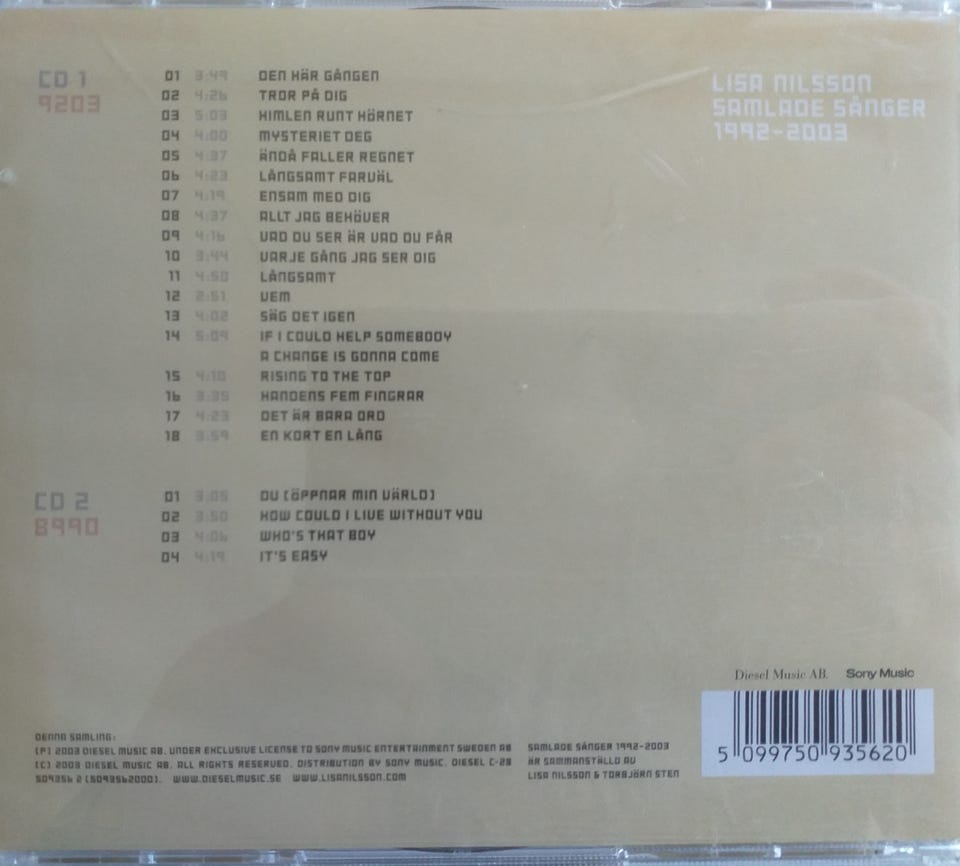 CD 1
9203
01 3:49 DEN HÄR GÅNGEN
02 4:26 TROR PÅ DIG
03 5:03 HIMLEN RUNT HÖRNET
04 4:00 MYSTERIET DEG
05 4:37 ÄNDÅ FALLER REGNET
06 4:23 LÅNGSAMT FARVÄL
07 4:19 ENSAM MED DIG
08 4:37 ALLT JAG BEHÖVER
09 4:16 VAD DU SER ÄR VAD DU FÅR
10 3:44 VARJE GÅNG JAG SER DIG
11 4:50 LÅNGSAMT
12 2:51 VEM
13 4:02 SÄG DET IGEN
14 5:09 IF I COULD HELP SOMEBODY
A CHANGE IS GONNA COME
15 4:10 RISING TO THE TOP
16 3:35 HANDENS FEM FINGRAR
17 4:23 DET ÄR BARA ORD
18 3:59 EN KORT EN LÅNG
CD 2
8990
01 3:05 DU (ÖPPNAR MIN VÄRLD)
02 3:50 HOW COULD I LIVE WITHOUT YOU
03 4:06 WHO'S THAT BOY
04 4:19 IT'S EASY
LISA NILSSON
SAMLADE SÅNGER
1992-2003
DENNA SAMLING:
(P) 2003 DIESEL MUSIC AB. UNDER EXCLUSIVE LICENSE TO SONY MUSIC ENTERTAINMENT SWEDEN AB
(C) 2003 DIESEL MUSIC AB. ALL RIGHTS RESERVED. DISTRIBUTION BY SONY MUSIC. DIESEL C-28
509356 2 (5093562000). WWW.DIESELMUSIC.SE WWW.LISANILSSON.COM
SAMLADE SÅNGER 1992-2003
ÄR SAMMANSTÄLLD AV
LISA NILSSON & TORBJÖRN STEN
Diesel Music AB. Sony Music
5 099750 935620